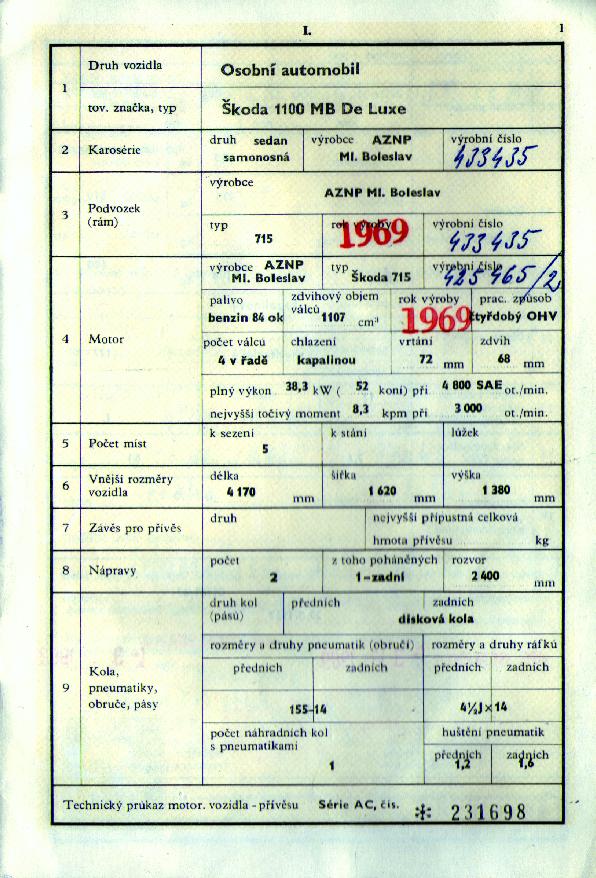 I.
1
1
Druh vozidla
Osobní automobil
tov. značka, typ
Škoda 1100 MB De Luxe
2
Karosérie
druh sedan
samonosná
výrobce AZNP
Ml. Boleslav
výrobní číslo
433435
3
Podvozek
(rám)
výrobce
AZNP Ml. Boleslav
typ
715
rok výroby
1969
výrobní číslo
433435
4
Motor
výrobce AZNP
Ml. Boleslav
typ
Škoda 715
výrobní číslo
425465/2
palivo
benzin 84 ok
zdvihový objem
válců
1107 cm³
rok výroby
1969
prac. způsob
čtyřdobý OHV
počet válců
4 v řadě
chlazení
kapalinou
vrtání
72 mm
zdvih
68 mm
plný výkon 38,3 kW ( 52 koní) při 4 800 SAE ot./min.
nejvyšší točivý moment 8,3 kpm při 3 000 ot./min.
5
Počet míst
k sezení
5
k stání
lůžek
6
Vnější rozměry
vozidla
délka
4 170 mm
šířka
1 620 mm
výška
1 380 mm
7
Závěs pro přívěs
druh
nejvyšší přípustná celková
hmota přívěsu kg
8
Nápravy
počet
2
z toho poháněných
1-zadní
rozvor
2 400 mm
9
Kola,
pneumatiky,
obruče, pásy
druh kol
(pásů)
předních
zadních
disková kola
rozměry a druhy pneumatik (obručí)
rozměry a druhy ráfků
předních
zadních
předních
zadních
155-14
4½J×14
počet náhradních kol
s pneumatikami
1
huštění pneumatik
předních
1,2
zadních
1,6
Technický průkaz motor. vozidla - přívěsu Série AC, čís. * 231698